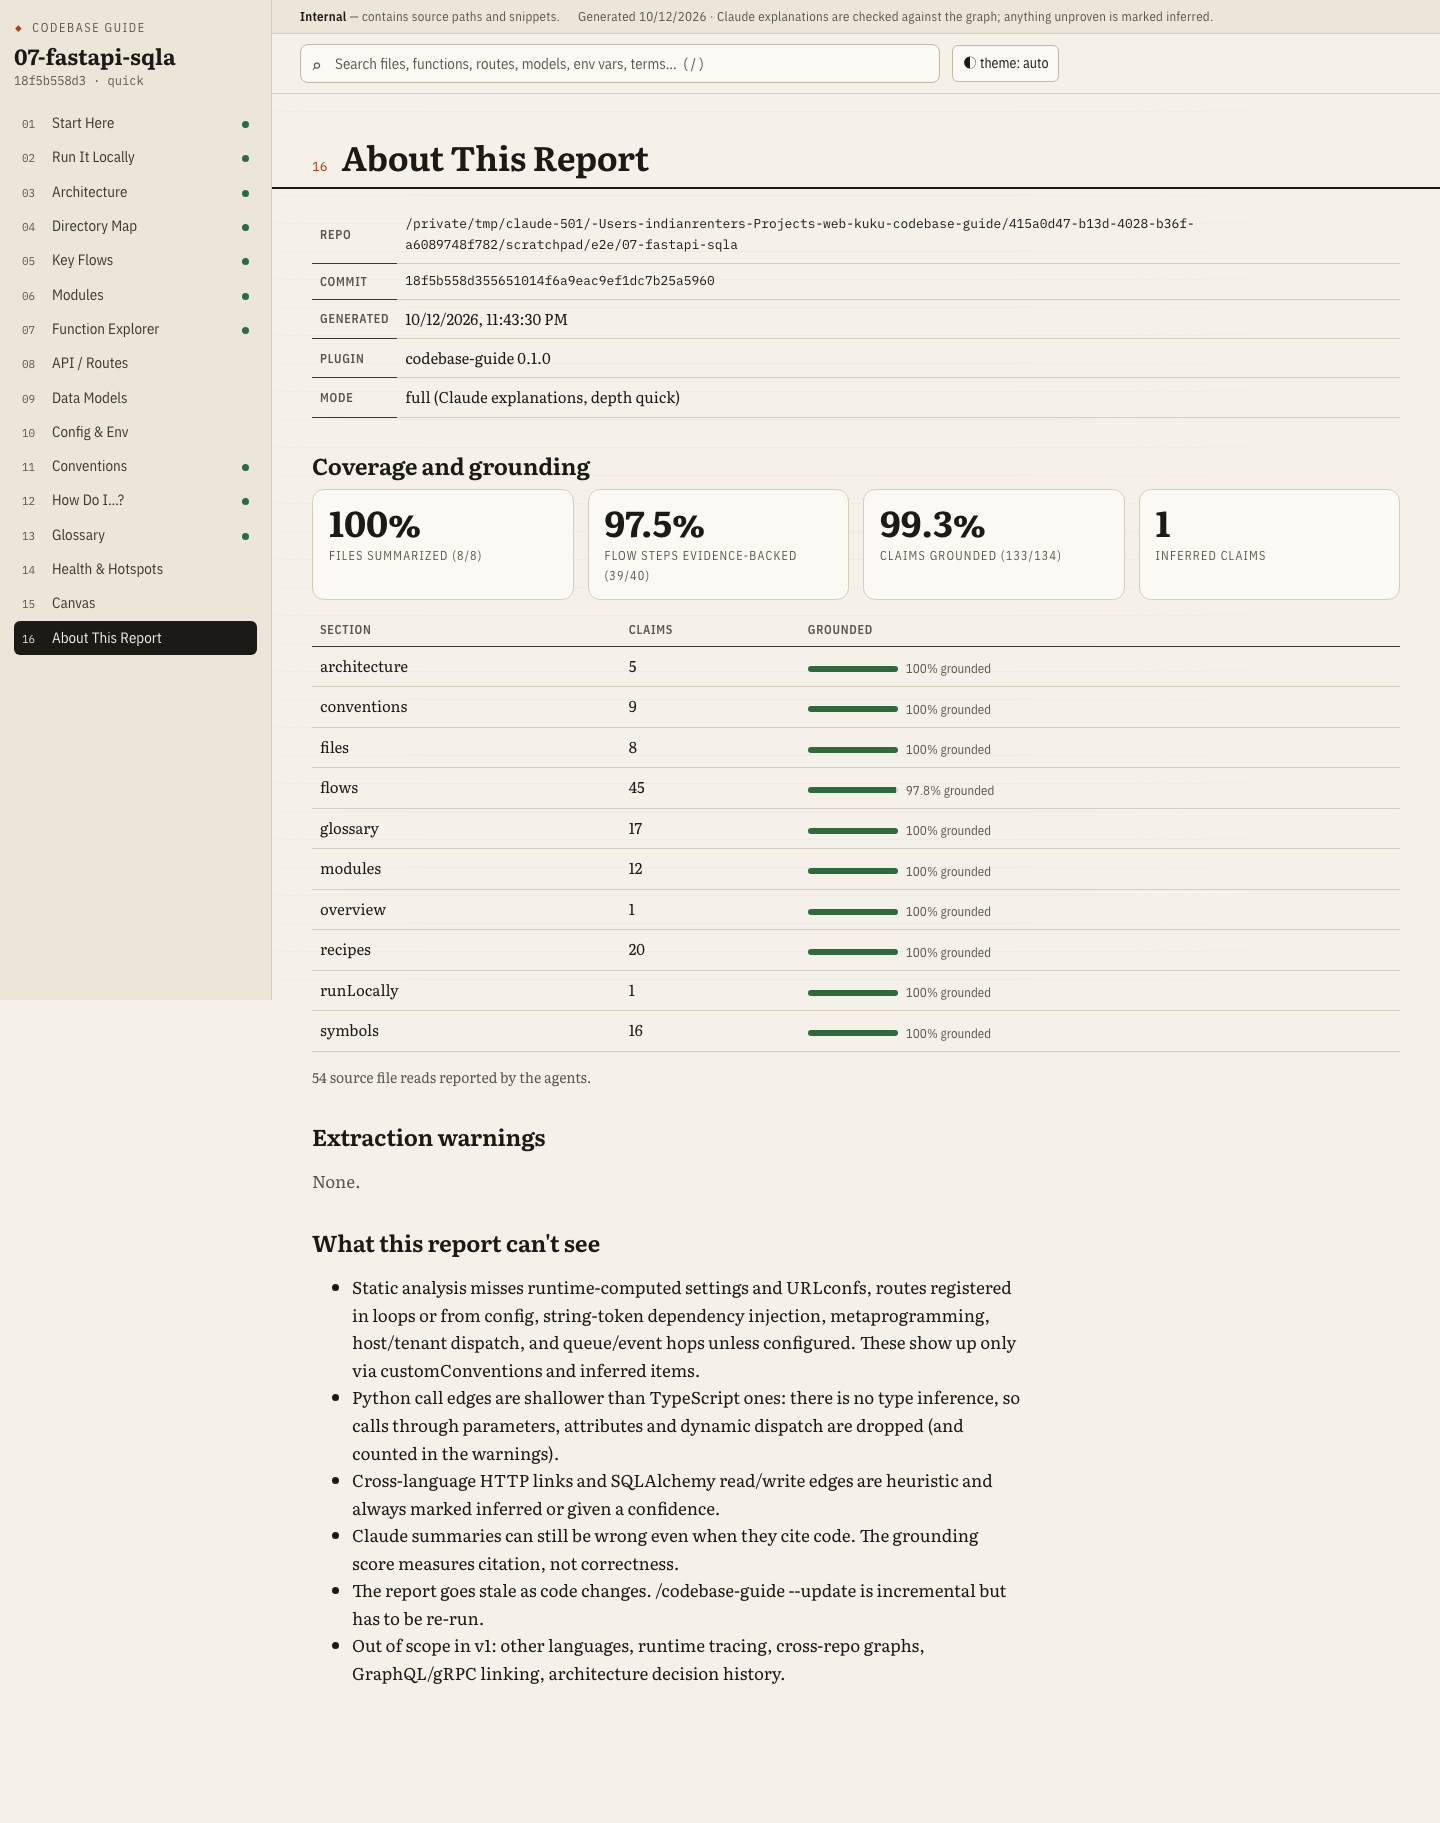 ◆ CODEBASE GUIDE
07-fastapi-sqla
18f5b558d3 · quick
01 Start Here
02 Run It Locally
03 Architecture
04 Directory Map
05 Key Flows
06 Modules
07 Function Explorer
08 API / Routes
09 Data Models
10 Config & Env
11 Conventions
12 How Do I...?
13 Glossary
14 Health & Hotspots
15 Canvas
16 About This Report
Internal — contains source paths and snippets. Generated 10/12/2026 · Claude explanations are checked against the graph; anything unproven is marked inferred.
Search files, functions, routes, models, env vars, terms... ( / )
theme: auto
16 About This Report
REPO
/private/tmp/claude-501/-Users-indianrenters-Projects-web-kuku-codebase-guide/415a0d47-b13d-4028-b36f-
a6089748f782/scratchpad/e2e/07-fastapi-sqla
COMMIT 18f5b558d355651014f6a9eac9ef1dc7b25a5960
GENERATED 10/12/2026, 11:43:30 PM
PLUGIN codebase-guide 0.1.0
MODE full (Claude explanations, depth quick)
Coverage and grounding
100%
FILES SUMMARIZED (8/8)
97.5%
FLOW STEPS EVIDENCE-BACKED
(39/40)
99.3%
CLAIMS GROUNDED (133/134)
1
INFERRED CLAIMS
SECTION CLAIMS GROUNDED
architecture 5 100% grounded
conventions 9 100% grounded
files 8 100% grounded
flows 45 97.8% grounded
glossary 17 100% grounded
modules 12 100% grounded
overview 1 100% grounded
recipes 20 100% grounded
runLocally 1 100% grounded
symbols 16 100% grounded
54 source file reads reported by the agents.
Extraction warnings
None.
What this report can't see
• Static analysis misses runtime-computed settings and URLconfs, routes registered
in loops or from config, string-token dependency injection, metaprogramming,
host/tenant dispatch, and queue/event hops unless configured. These show up only
via customConventions and inferred items.
• Python call edges are shallower than TypeScript ones: there is no type inference, so
calls through parameters, attributes and dynamic dispatch are dropped (and
counted in the warnings).
• Cross-language HTTP links and SQLAlchemy read/write edges are heuristic and
always marked inferred or given a confidence.
• Claude summaries can still be wrong even when they cite code. The grounding
score measures citation, not correctness.
• The report goes stale as code changes. /codebase-guide --update is incremental but
has to be re-run.
• Out of scope in v1: other languages, runtime tracing, cross-repo graphs,
GraphQL/gRPC linking, architecture decision history.